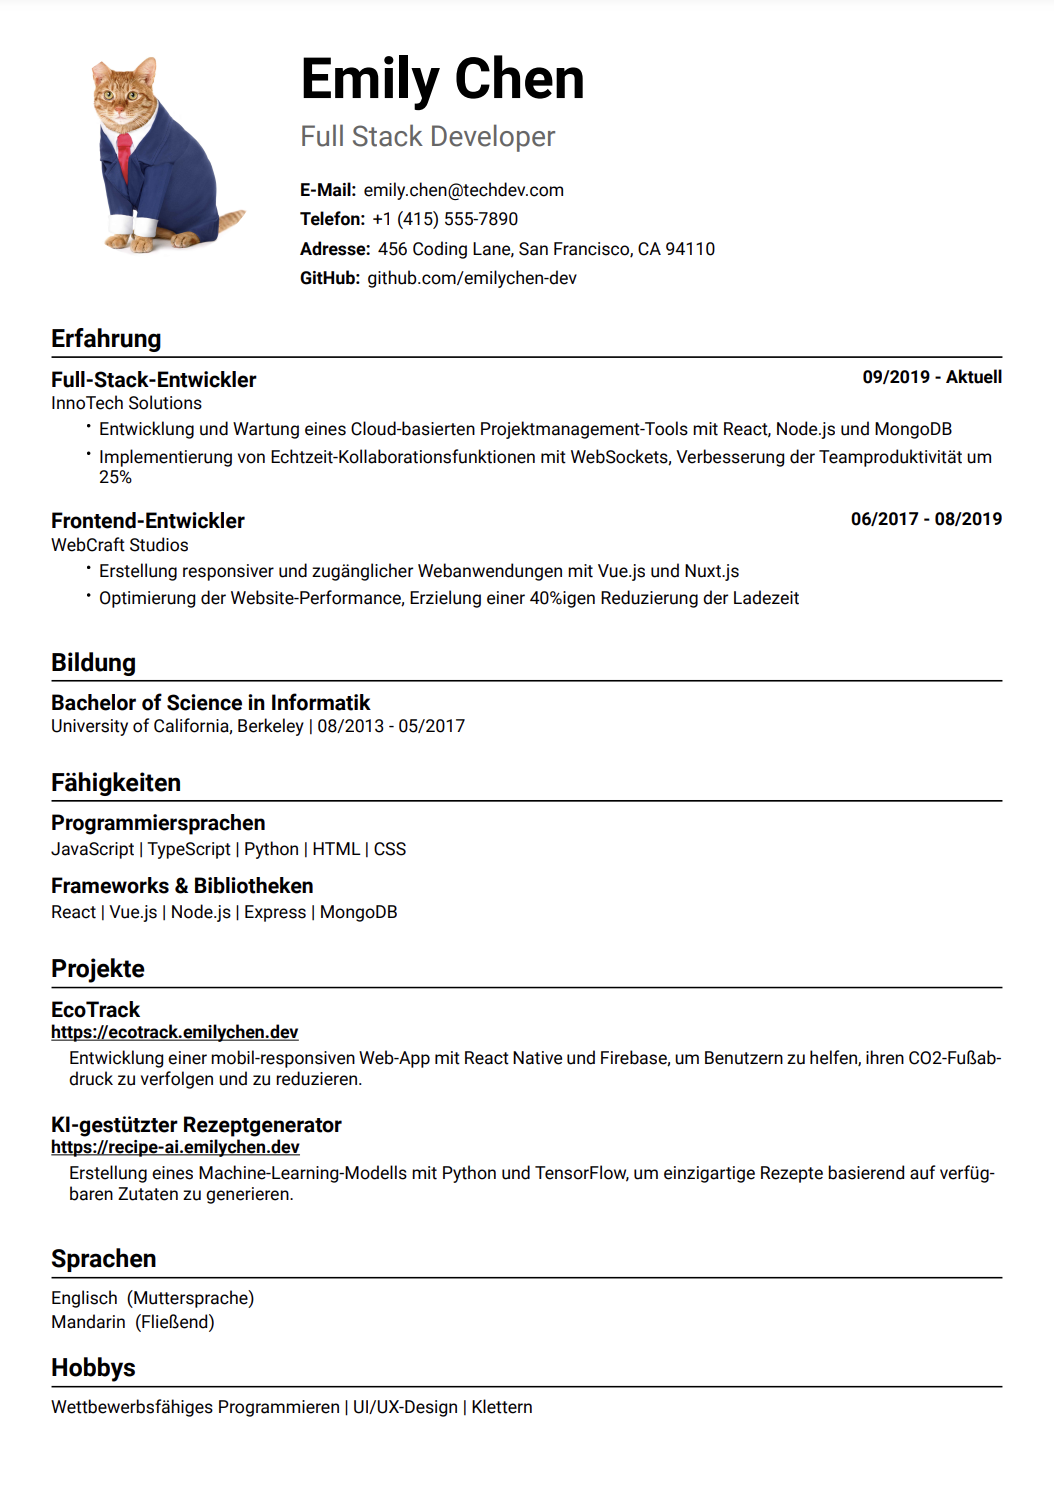 Emily Chen
Full Stack Developer
E-Mail: emily.chen@techdev.com
Telefon: +1 (415) 555-7890
Adresse: 456 Coding Lane, San Francisco, CA 94110
GitHub: github.com/emilychen-dev
Erfahrung
Full-Stack-Entwickler 09/2019 - Aktuell
InnoTech Solutions
• Entwicklung und Wartung eines Cloud-basierten Projektmanagement-Tools mit React, Node.js und MongoDB
• Implementierung von Echtzeit-Kollaborationsfunktionen mit WebSockets, Verbesserung der Teamproduktivität um
25%
Frontend-Entwickler 06/2017 - 08/2019
WebCraft Studios
• Erstellung responsiver und zugänglicher Webanwendungen mit Vue.js und Nuxt.js
• Optimierung der Website-Performance, Erzielung einer 40%igen Reduzierung der Ladezeit
Bildung
Bachelor of Science in Informatik
University of California, Berkeley | 08/2013 - 05/2017
Fähigkeiten
Programmiersprachen
JavaScript | TypeScript | Python | HTML | CSS
Frameworks & Bibliotheken
React | Vue.js | Node.js | Express | MongoDB
Projekte
EcoTrack
https://ecotrack.emilychen.dev
Entwicklung einer mobil-responsiven Web-App mit React Native und Firebase, um Benutzern zu helfen, ihren CO2-Fußab-
druck zu verfolgen und zu reduzieren.
KI-gestützter Rezeptgenerator
https://recipe-ai.emilychen.dev
Erstellung eines Machine-Learning-Modells mit Python und TensorFlow, um einzigartige Rezepte basierend auf verfüg-
baren Zutaten zu generieren.
Sprachen
Englisch (Muttersprache)
Mandarin (Fließend)
Hobbys
Wettbewerbsfähiges Programmieren | UI/UX-Design | Klettern